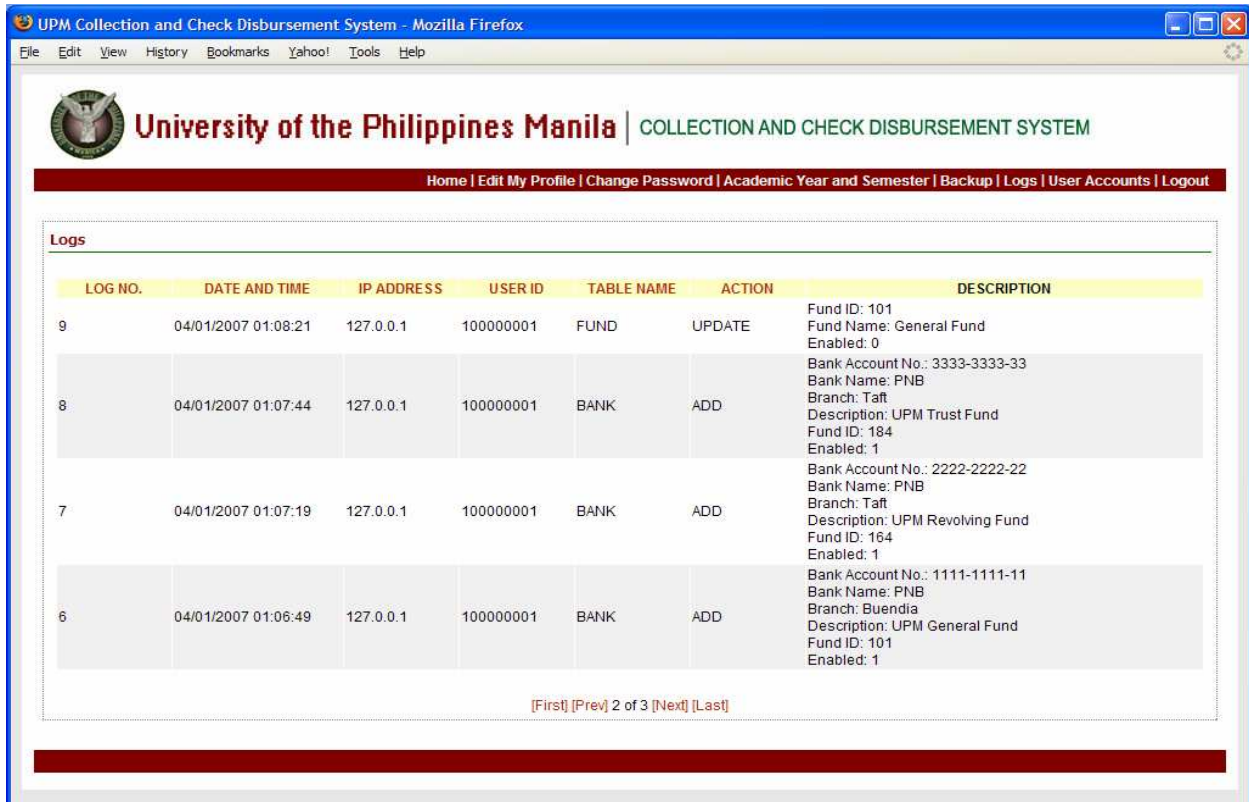 UPM Collection and Check Disbursement System - Mozilla Firefox
File Edit View History Bookmarks Yahoo! Tools Help
University of the Philippines Manila | COLLECTION AND CHECK DISBURSEMENT SYSTEM
Home | Edit My Profile | Change Password | Academic Year and Semester | Backup | Logs | User Accounts | Logout
Logs
LOG NO. DATE AND TIME IP ADDRESS USER ID TABLE NAME ACTION DESCRIPTION
9 04/01/2007 01:08:21 127.0.0.1 100000001 FUND UPDATE
Fund ID: 101
Fund Name: General Fund
Enabled: 0
8 04/01/2007 01:07:44 127.0.0.1 100000001 BANK ADD
Bank Account No.: 3333-3333-33
Bank Name: PNB
Branch: Taft
Description: UPM Trust Fund
Fund ID: 184
Enabled: 1
7 04/01/2007 01:07:19 127.0.0.1 100000001 BANK ADD
Bank Account No.: 2222-2222-22
Bank Name: PNB
Branch: Taft
Description: UPM Revolving Fund
Fund ID: 164
Enabled: 1
6 04/01/2007 01:06:49 127.0.0.1 100000001 BANK ADD
Bank Account No.: 1111-1111-11
Bank Name: PNB
Branch: Buendia
Description: UPM General Fund
Fund ID: 101
Enabled: 1
[First] [Prev] 2 of 3 [Next] [Last]